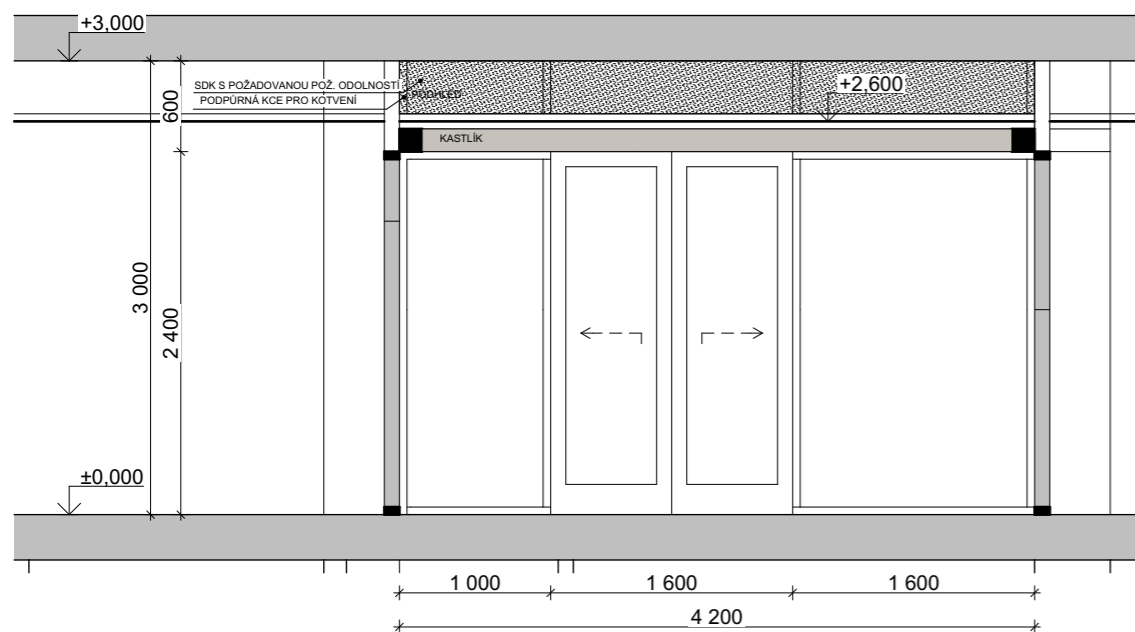 +3,000
SDK S POŽADOVANOU POŽ. ODOLNOSTÍ
PODPŮRNÁ KCE PRO KOTVENÍ
PODHLED
+2,600
600
KASTLÍK
3 000
2 400
±0,000
1 000
1 600
1 600
4 200